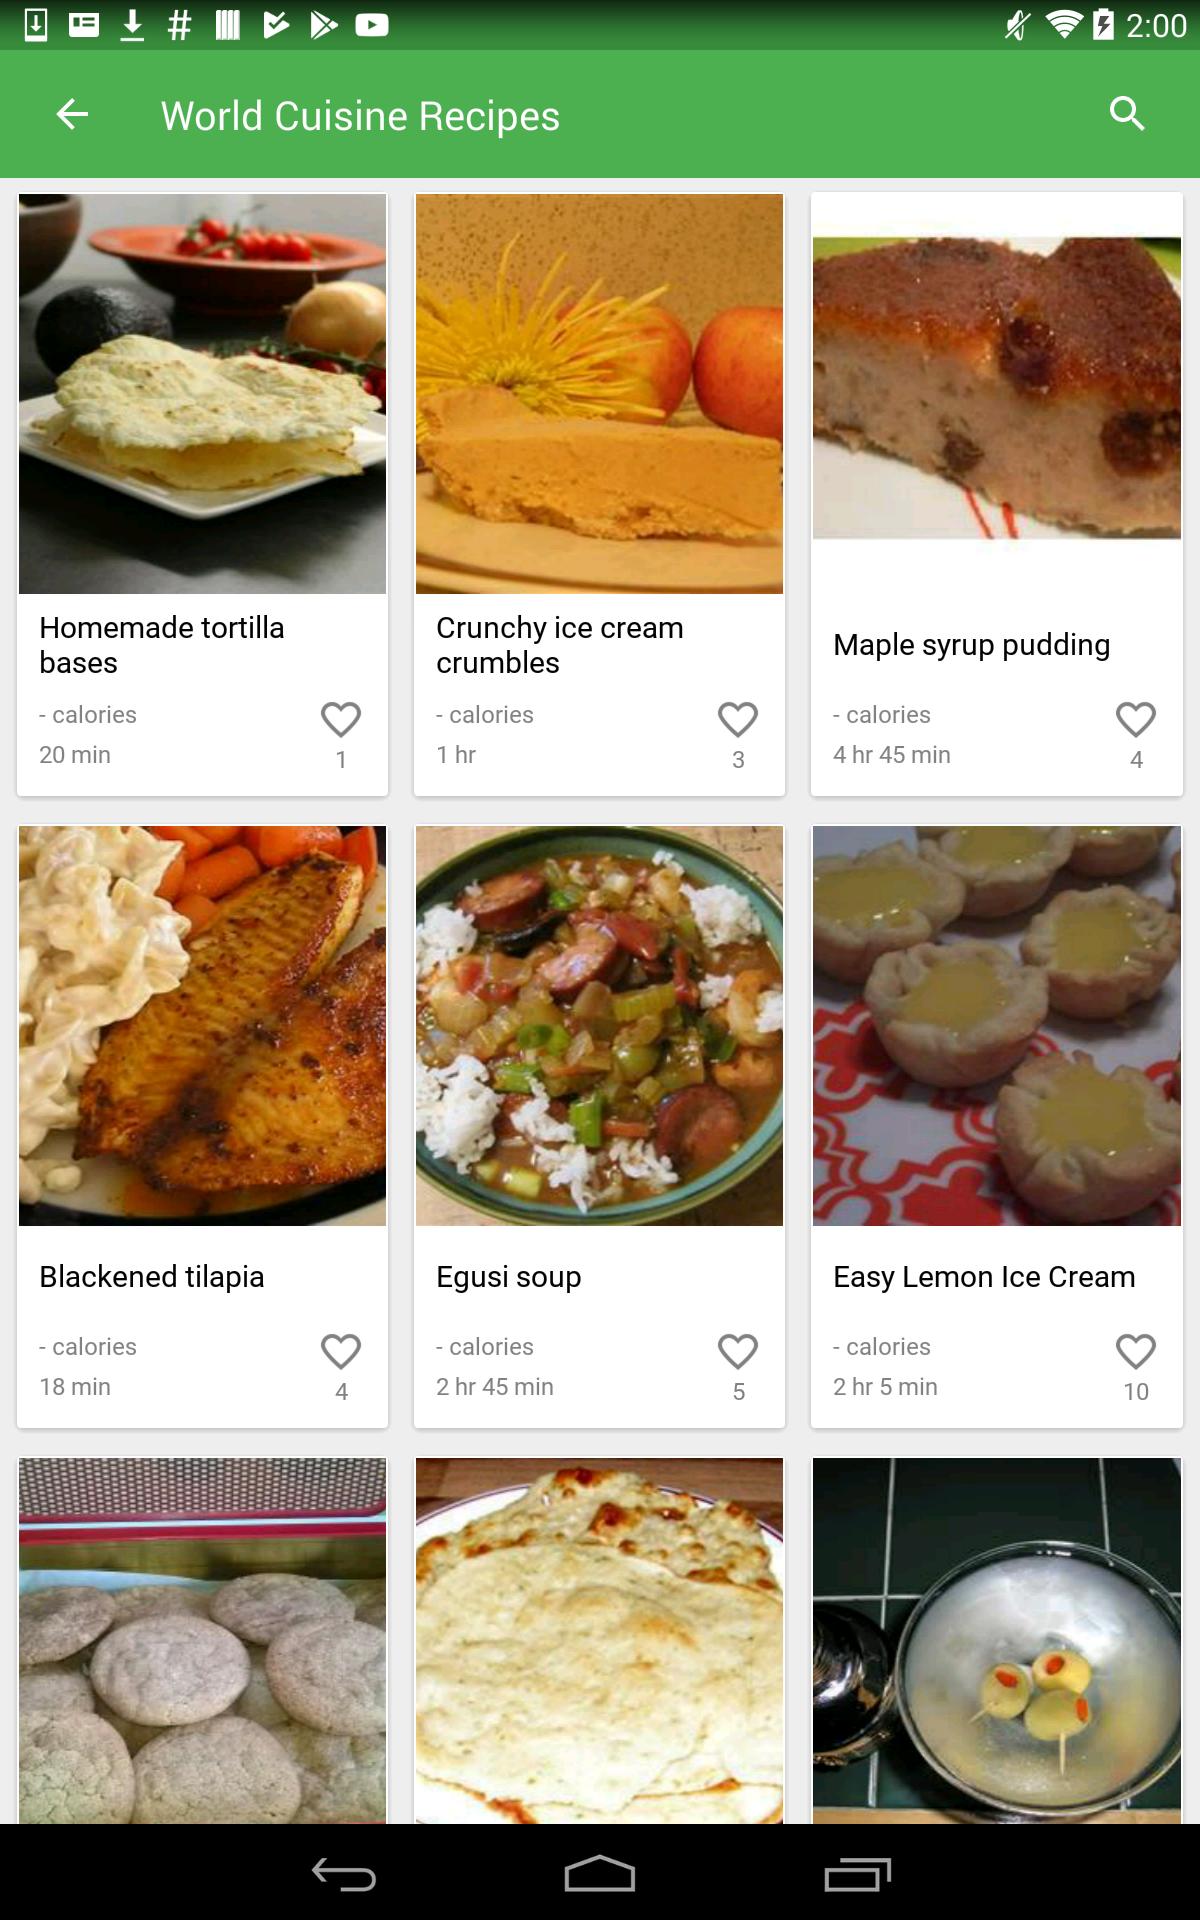 2:00
World Cuisine Recipes
Homemade tortilla
bases
- calories
20 min
1
Crunchy ice cream
crumbles
- calories
1 hr
3
Maple syrup pudding
- calories
4 hr 45 min
4
Blackened tilapia
- calories
18 min
4
Egusi soup
- calories
2 hr 45 min
5
Easy Lemon Ice Cream
- calories
2 hr 5 min
10